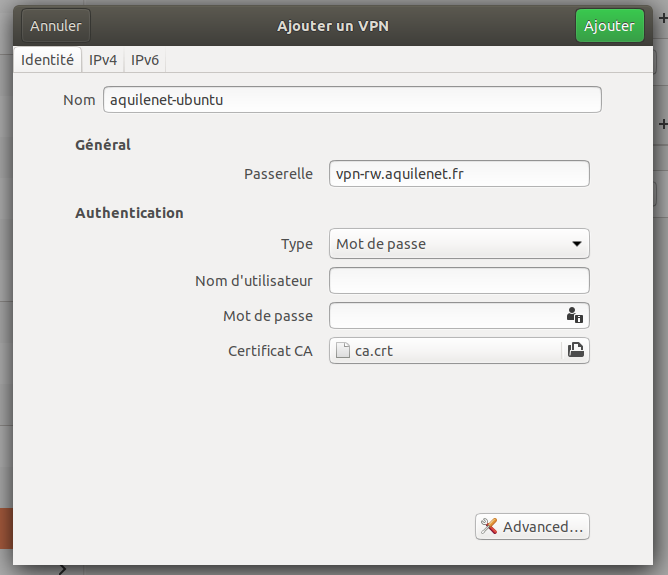 Annuler Ajouter un VPN Ajouter
Identité IPv4 IPv6
Nom aquilenet-ubuntu
Général
Passerelle vpn-rw.aquilenet.fr
Authentication
Type Mot de passe
Nom d'utilisateur
Mot de passe
Certificat CA ca.crt
Advanced...